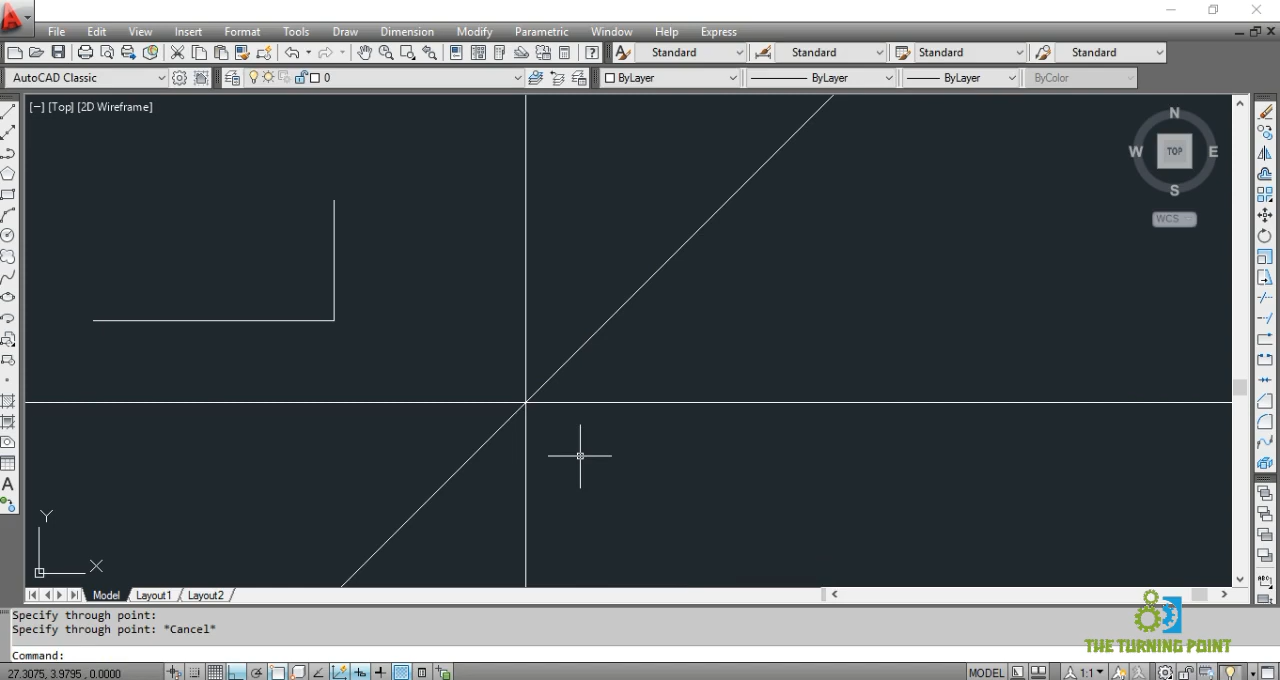 File Edit View Insert Format Tools Draw Dimension Modify Parametric Window Help Express
Standard Standard Standard Standard
AutoCAD Classic 0 ByLayer ByLayer ByLayer ByColor
[−] [Top] [2D Wireframe]
N
W TOP E
S
WCS
Y
X
Model Layout1 Layout2
Specify through point:
Specify through point: *Cancel*
THE TURNING POINT
Command:
27.3075, 3.9795 , 0.0000 MODEL 1:1
A
ABC